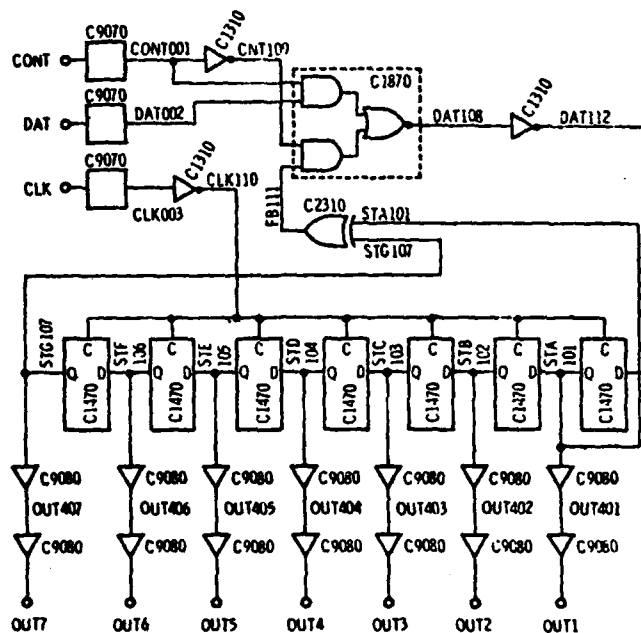 C9070
CONT
CONT001
C1310
CNT109
C9070
DAT
DAT002
C1870
DAT108
C1310
DAT112
C9070
CLK
CLK003
C1310
CLK110
FB111
C2310
STA101
STG107
STG107
STF
106
STE
105
STD
104
STC
103
STB
102
STA
101
C
C
C
C
C
C
C
Q
Q D
Q D
Q D
Q D
Q D
Q D
D
C1470
C1470
C1470
C1470
C1470
C1470
C1470
C9080 C9080 C9080 C9080 C9080 C9080 C9080
OUT407 OUT406 OUT405 OUT404 OUT403 OUT402 OUT401
C9080 C9080 C9080 C9080 C9080 C9080 C9080
OUT7 OUT6 OUT5 OUT4 OUT3 OUT2 OUT1